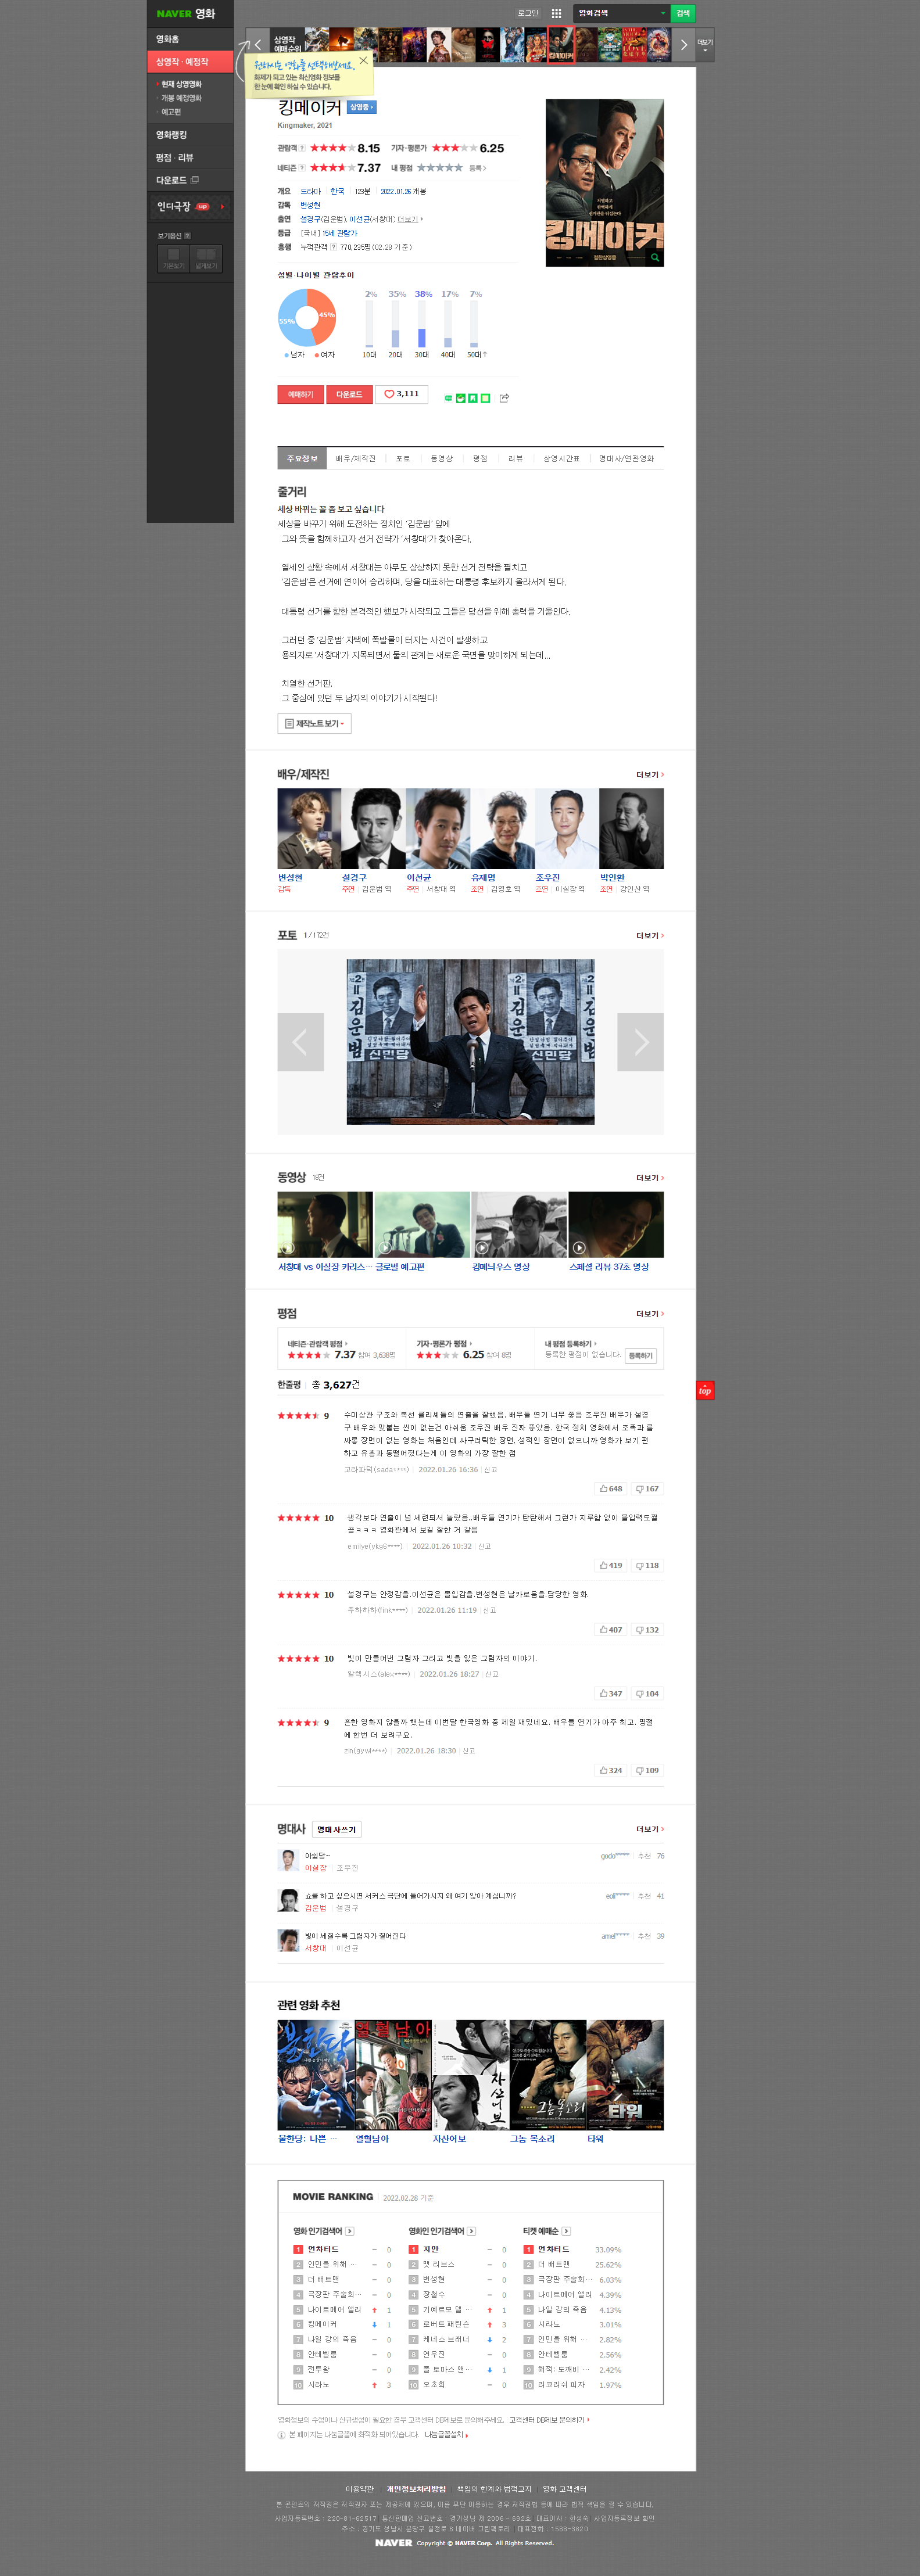 NAVER 영화
로그인
영화검색
검색
영화홈
상영작 · 예정작
현재 상영영화
개봉 예정영화
예고편
영화랭킹
평점 · 리뷰
다운로드
인디극장 up!
보기옵션
기본보기 넓게보기
상영작
예매순위
더보기
원하시는 영화를 선택해보세요.
화제가 되고 있는 최신영화 정보를
한 눈에 확인 하실 수 있습니다.
킹메이커 상영중
Kingmaker, 2021
관람객 8.15 기자·평론가 6.25
네티즌 7.37 내 평점 등록
개요 드라마 한국 123분 2022.01.26 개봉
감독 변성현
출연 설경구(김운범), 이선균(서창대) 더보기
등급 [국내] 15세 관람가
흥행 누적관객 770,235명(02.28 기준)
킹메이커
성별·나이별 관람추이
55% 45%
남자 여자
2% 35% 38% 17% 7%
10대 20대 30대 40대 50대↑
예매하기 다운로드 3,111
주요정보 배우/제작진 포토 동영상 평점 리뷰 상영시간표 명대사/연관영화
줄거리
세상 바뀌는 꼴 좀 보고 싶습니다
세상을 바꾸기 위해 도전하는 정치인 '김운범' 앞에
그와 뜻을 함께하고자 선거 전략가 '서창대'가 찾아온다.
열세인 상황 속에서 서창대는 아무도 상상하지 못한 선거 전략을 펼치고
'김운범'은 선거에 연이어 승리하며, 당을 대표하는 대통령 후보까지 올라서게 된다.
대통령 선거를 향한 본격적인 행보가 시작되고 그들은 당선을 위해 총력을 기울인다.
그러던 중 '김운범' 자택에 폭발물이 터지는 사건이 발생하고
용의자로 '서창대'가 지목되면서 둘의 관계는 새로운 국면을 맞이하게 되는데...
치열한 선거판,
그 중심에 있던 두 남자의 이야기가 시작된다!
제작노트 보기
배우/제작진 더보기
변성현 설경구 이선균 유재명 조우진 박인환
감독 주연 김운범 역 주연 서창대 역 조연 김영호 역 조연 이실장 역 조연 강인산 역
포토 1 / 172건 더보기
김운범
신민당
동영상 18건 더보기
서창대 vs 이실장 카리스… 글로벌 예고편 킹메늬우스 영상 스페셜 리뷰 37초 영상
평점 더보기
네티즌·관람객 평점 기자·평론가 평점 내 평점 등록하기
7.37 참여 3,638명 6.25 참여 8명 등록한 평점이 없습니다. 등록하기
top
한줄평 총 3,627건
9 수미상관 구조와 복선 클리셰들의 연출을 잘했음. 배우들 연기 너무 좋음 조우진 배우가 설경
구 배우와 맞붙는 씬이 없는건 아쉬움 조우진 배우 진짜 좋았음. 한국 정치 영화에서 조폭과 룸
싸롱 장면이 없는 영화는 처음인데 싸구려틱한 장면, 성적인 장면이 없으니까 영화가 보기 편
하고 유흥과 동떨어졌다는게 이 영화의 가장 잘한 점
고라파덕(sada****) 2022.01.26 16:36 신고
648 167
10 생각보다 연출이 넘 세련되서 놀랐음..배우들 연기가 탄탄해서 그런가 지루함 없이 몰입력도쩔
공ㅋㅋㅋ 영화관에서 보길 잘한 거 같음
emilye(ykg6****) 2022.01.26 10:32 신고
419 118
10 설경구는 안정감을.이선균은 몰입감을.변성현은 날카로움을.담당한 영화.
푸하하하(fink****) 2022.01.26 11:19 신고
407 132
10 빛이 만들어낸 그림자 그리고 빛을 잃은 그림자의 이야기.
알렉시스(alex****) 2022.01.26 18:27 신고
347 104
9 흔한 영화지 않을까 했는데 이번달 한국영화 중 제일 재밌네요. 배우들 연기가 아주 최고. 명절
에 한번 더 보려구요.
2022.01.26 18:30 신고
324 109
명대사 명대사쓰기 더보기
아쉽당~ godo**** 추천 76
이실장 조우진
쇼를 하고 싶으시면 서커스 극단에 들어가시지 왜 여기 앉아 계십니까? eoli**** 추천 41
김운범 설경구
빛이 세질수록 그림자가 짙어진다 amel**** 추천 39
서창대 이선균
관련 영화 추천
불한당
열혈남아
자산어보
그놈 목소리
타워
불한당: 나쁜 … 열혈남아 자산어보 그놈 목소리 타워
MOVIE RANKING 2022.02.28 기준
영화 인기검색어 영화인 인기검색어 티켓 예매순
1 언차티드 0 1 지안 0 1 언차티드 33.09%
2 인민을 위해 … 0 2 맷 리브스 0 2 더 배트맨 25.62%
3 더 배트맨 0 3 변성현 0 3 극장판 주술회… 6.03%
4 극장판 주술회… 0 4 장철수 0 4 나이트메어 앨리 4.39%
5 나이트메어 앨리 1 5 기예르모 델 … 1 5 나일 강의 죽음 4.13%
6 킹메이커 1 6 로버트 패틴슨 3 6 시라노 3.01%
7 나일 강의 죽음 0 7 케네스 브래너 2 7 인민을 위해 … 2.82%
8 안테벨룸 0 8 연우진 0 8 안테벨룸 2.56%
9 전투왕 0 9 폴 토마스 앤… 1 9 해적: 도깨비 … 2.42%
10 시라노 3 10 오초희 0 10 리코리쉬 피자 1.97%
영화정보의 수정이나 신규생성이 필요한 경우 고객센터 DB제보로 문의해주세요. 고객센터 DB제보 문의하기
본 페이지는 나눔글꼴에 최적화 되어있습니다. 나눔글꼴설치
이용약관 개인정보처리방침 책임의 한계와 법적고지 영화 고객센터
본 콘텐츠의 저작권은 저작권자 또는 제공처에 있으며, 이를 무단 이용하는 경우 저작권법 등에 따라 법적 책임을 질 수 있습니다.
사업자등록번호 : 220-81-62517 통신판매업 신고번호 : 경기성남 제 2006 - 692호 대표이사 : 한성숙 사업자등록정보 확인
주소 : 경기도 성남시 분당구 불정로 6 네이버 그린팩토리 대표전화 : 1588-3820
NAVER Copyright © NAVER Corp. All Rights Reserved.